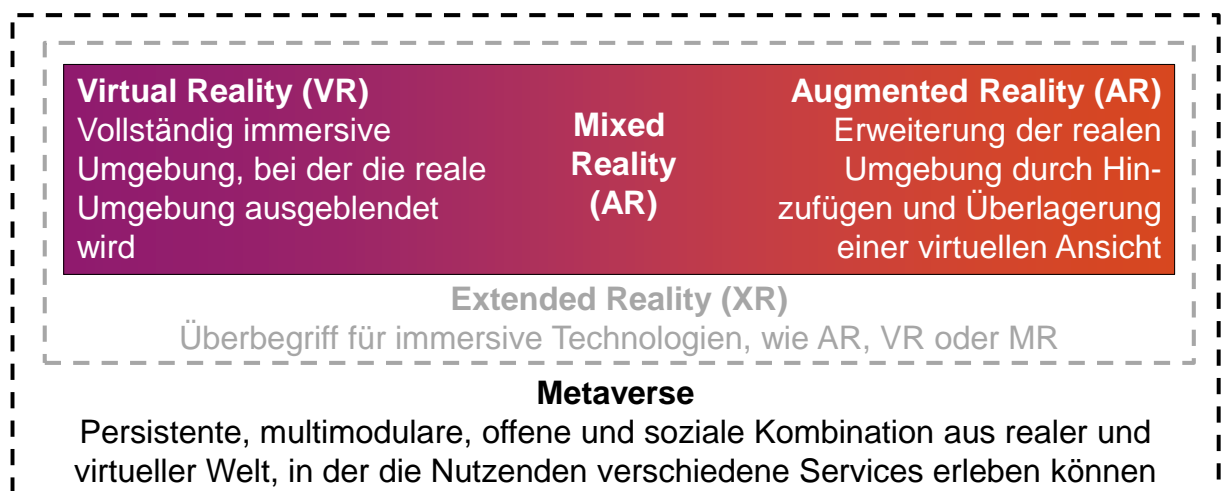 Virtual Reality (VR)
Vollständig immersive
Umgebung, bei der die reale
Umgebung ausgeblendet
wird
Mixed
Reality
(AR)
Augmented Reality (AR)
Erweiterung der realen
Umgebung durch Hin-
zufügen und Überlagerung
einer virtuellen Ansicht
Extended Reality (XR)
Überbegriff für immersive Technologien, wie AR, VR oder MR
Metaverse
Persistente, multimodulare, offene und soziale Kombination aus realer und
virtueller Welt, in der die Nutzenden verschiedene Services erleben können